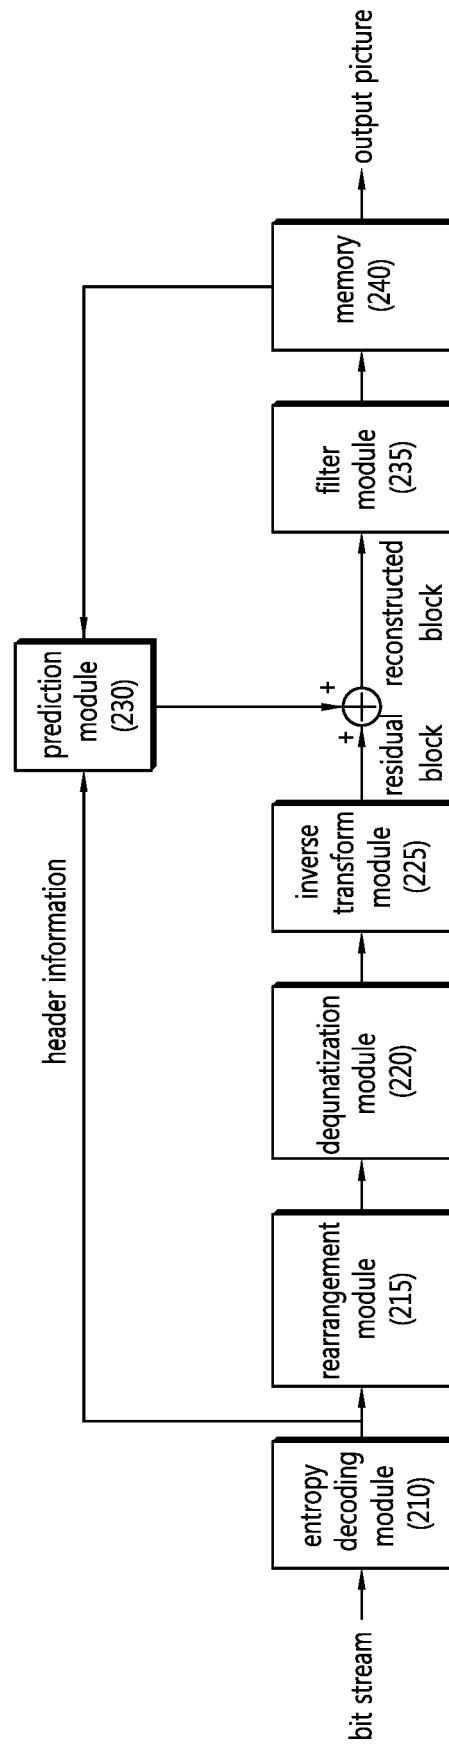 bit stream
entropy
decoding
module
(210)
header information
rearrangement
module
(215)
dequnatization
module
(220)
inverse
transform
module
(225)
prediction
module
(230)
+
+
residual
block
reconstructed
block
filter
module
(235)
memory
(240)
output picture